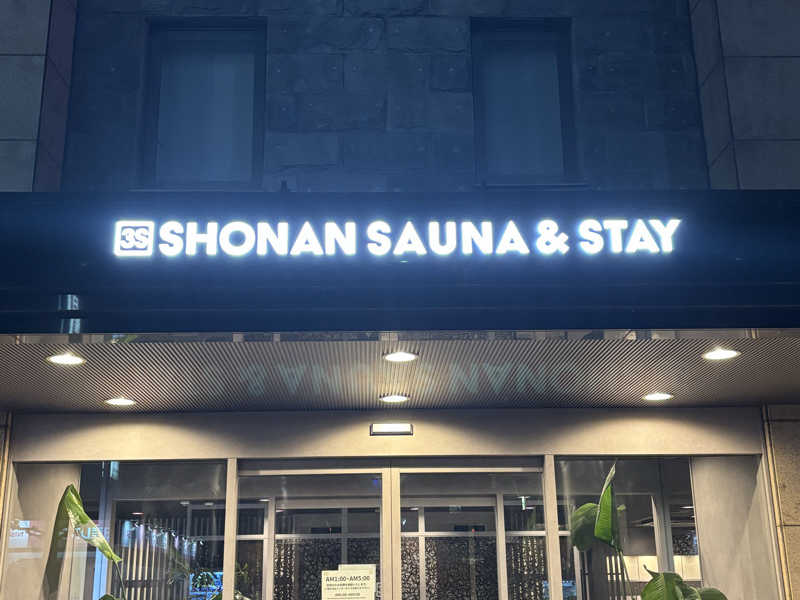 3S SHONAN SAUNA & STAY
AM1:00-AM5:00